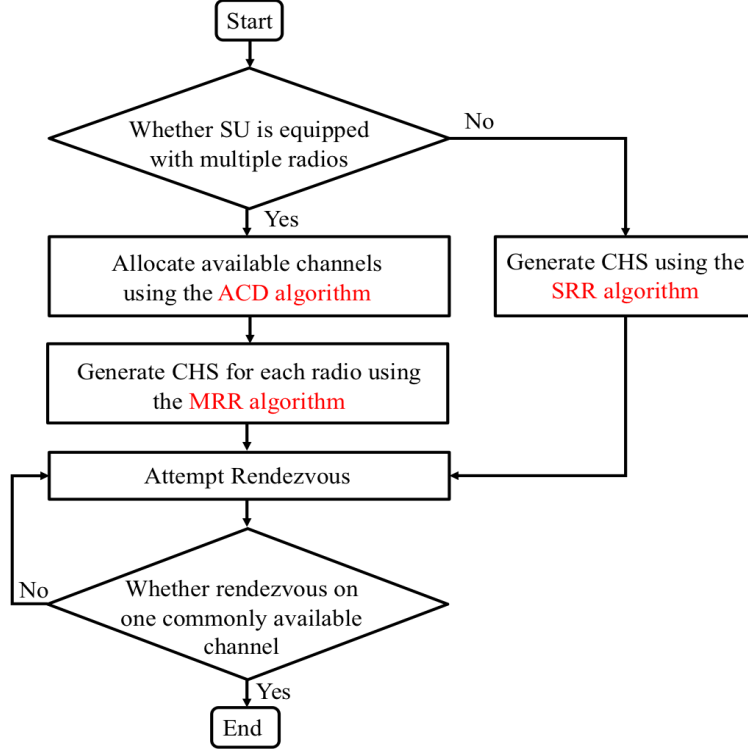 Start
Whether SU is equipped
with multiple radios
No
Yes
Allocate available channels
using the ACD algorithm
Generate CHS using the
SRR algorithm
Generate CHS for each radio using
the MRR algorithm
Attempt Rendezvous
No
Whether rendezvous on
one commonly available
channel
Yes
End